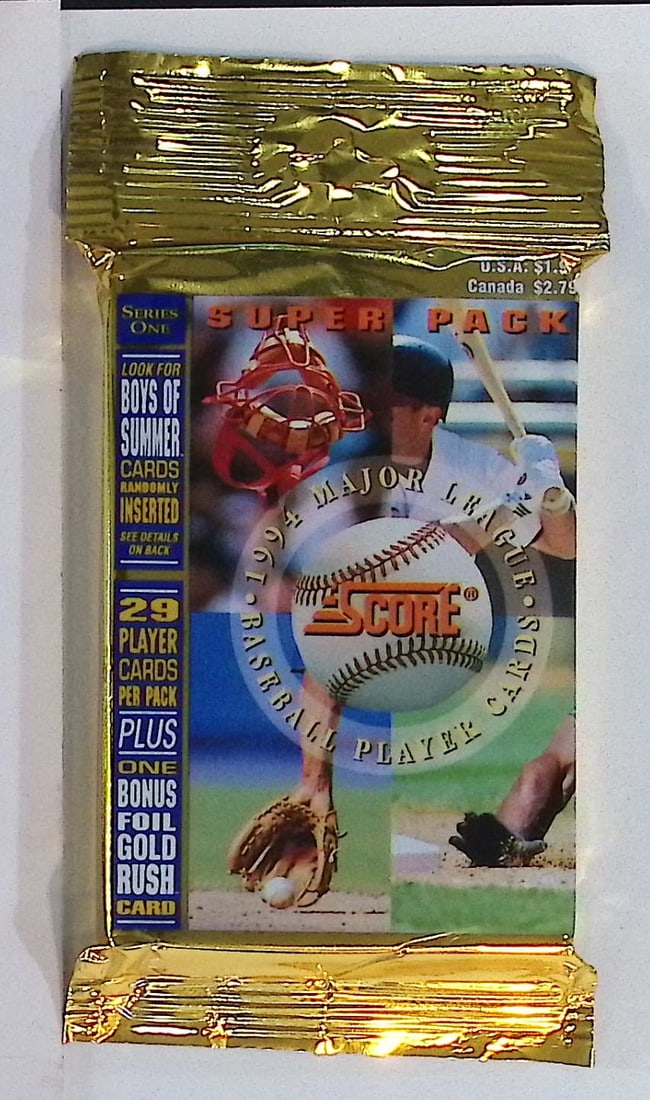 U.S.A. $1.
Canada $2.79
SERIES
ONE
SUPER PACK
LOOK FOR
BOYS OF
SUMMER
CARDS
RANDOMLY
INSERTED
SEE DETAILS
ON BACK
29
PLAYER
CARDS
PER PACK
PLUS
ONE
BONUS
FOIL
GOLD
RUSH
CARD
• 1994 MAJOR LEAGUE •
SCORE®
BASEBALL PLAYER CARDS